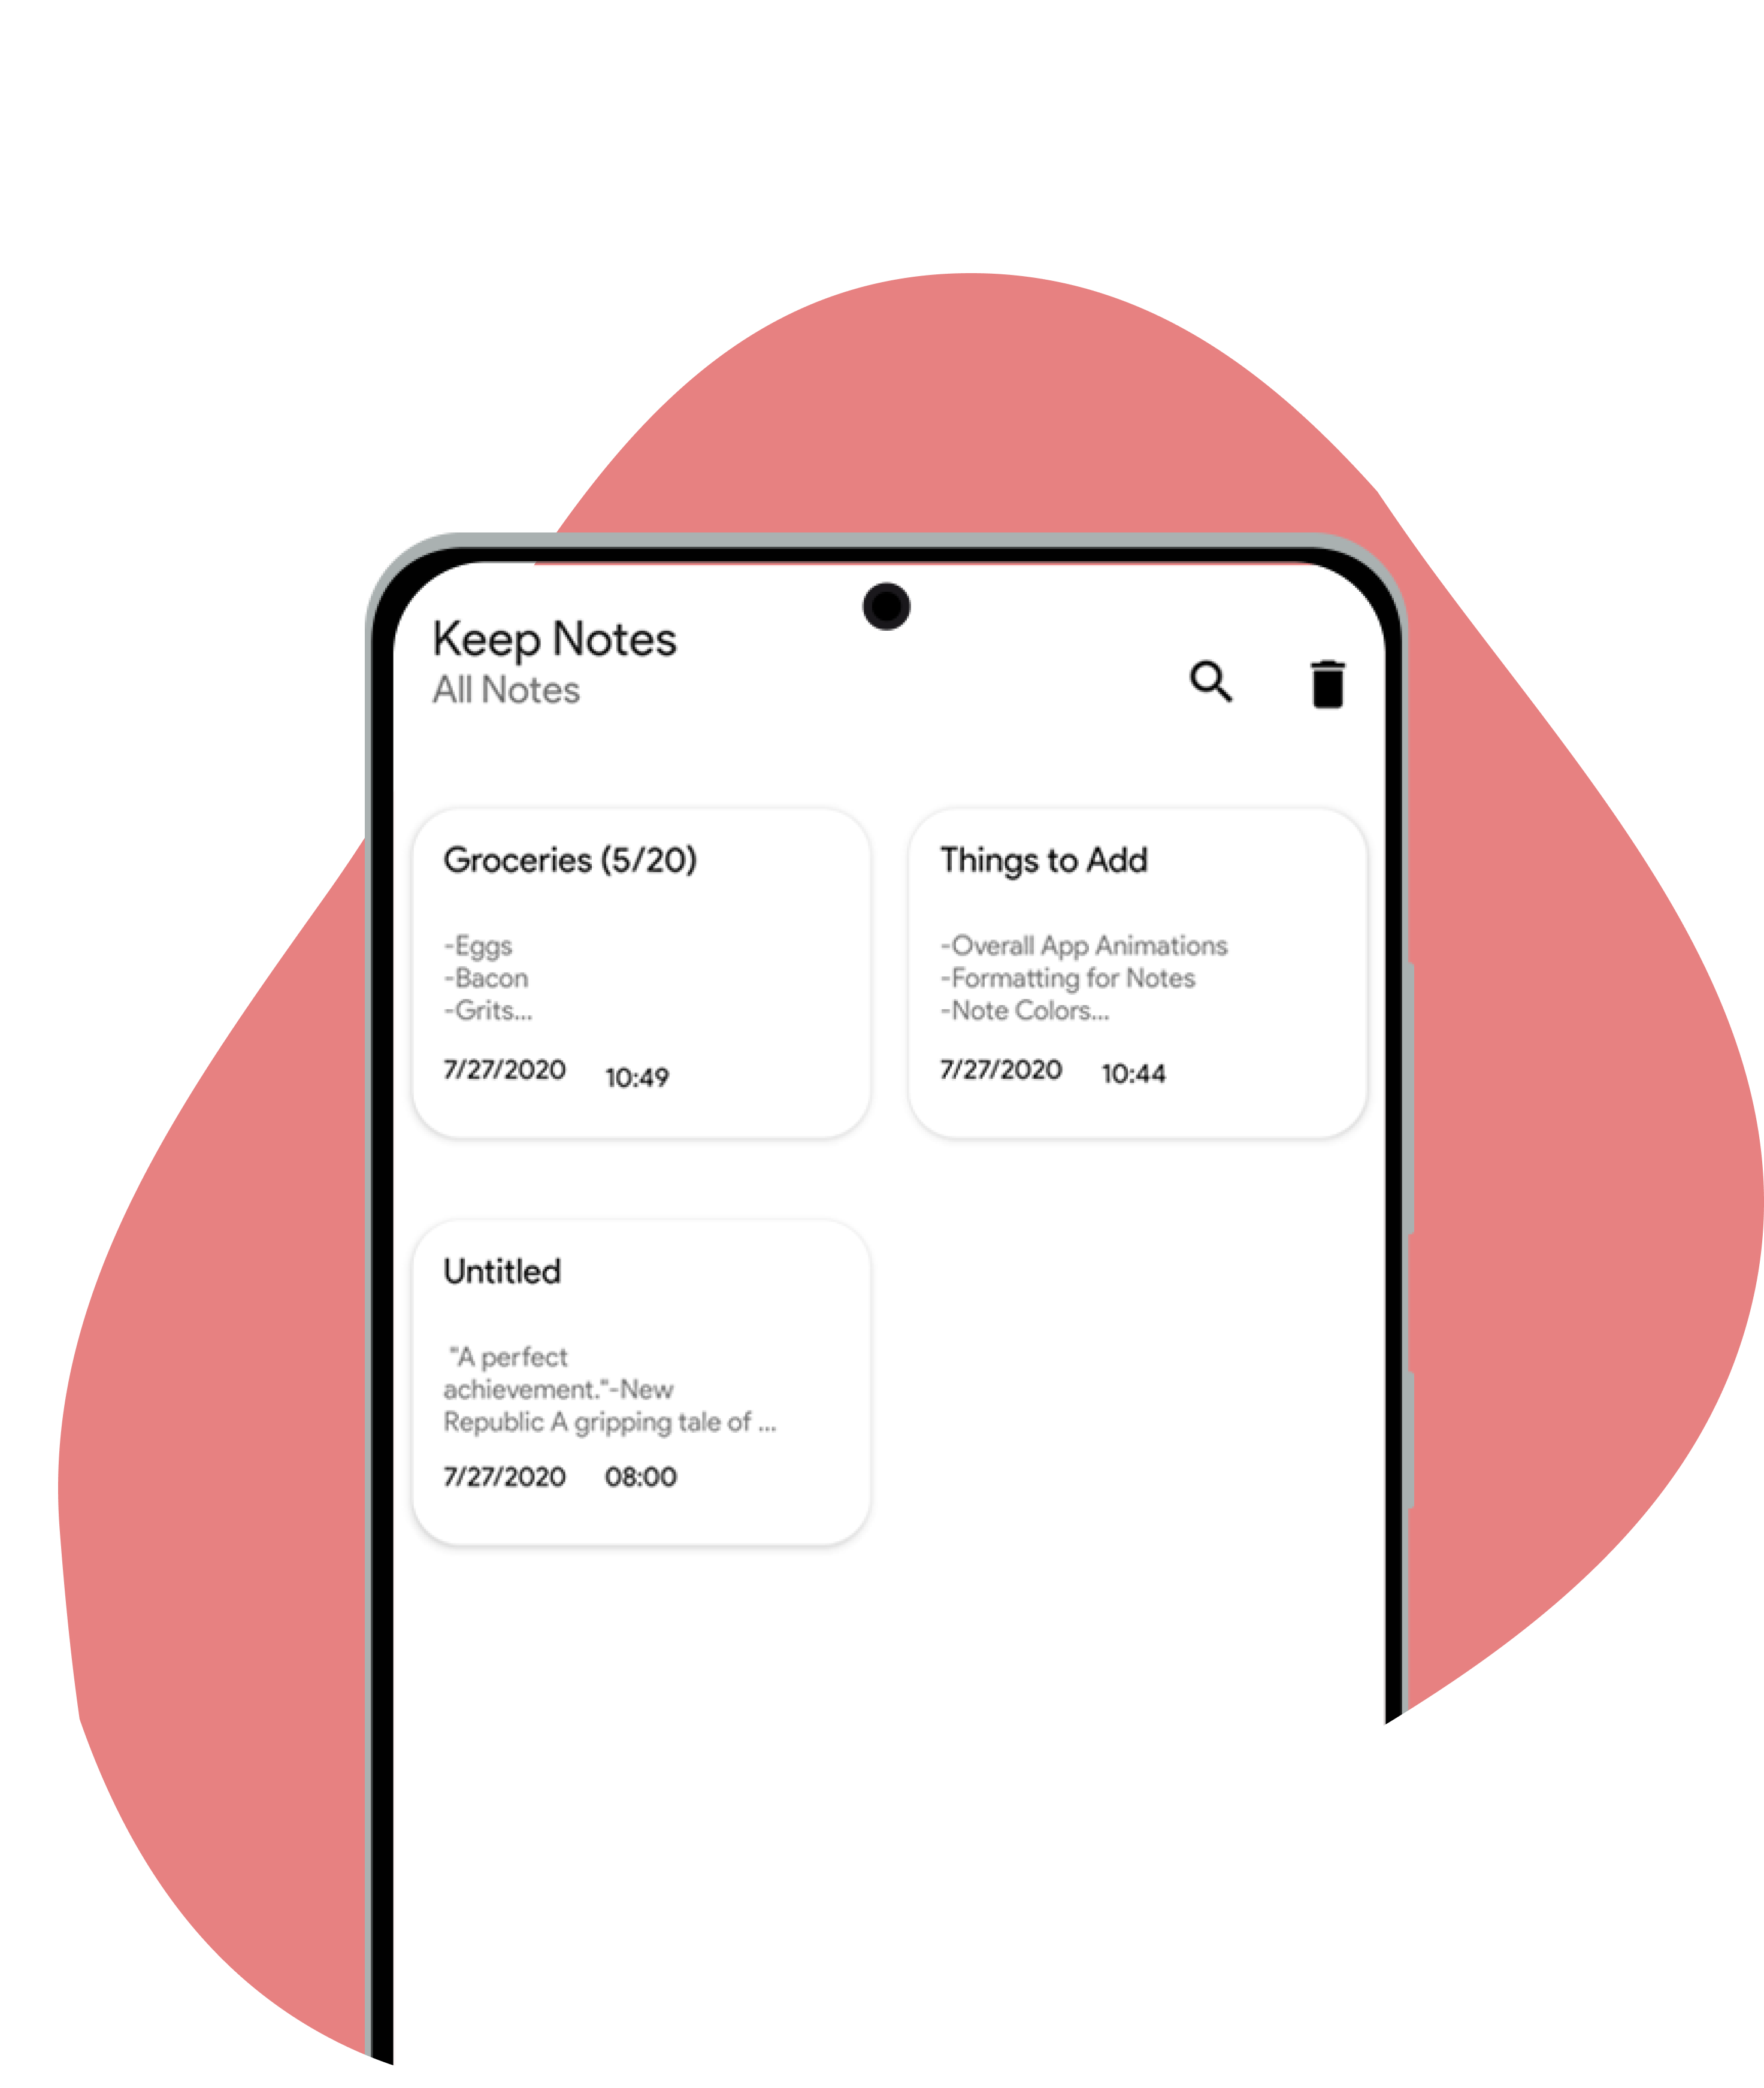 Keep Notes
All Notes
Groceries (5/20)
-Eggs
-Bacon
-Grits...
7/27/2020 10:49
Things to Add
-Overall App Animations
-Formatting for Notes
-Note Colors...
7/27/2020 10:44
Untitled
"A perfect
achievement."-New
Republic A gripping tale of ...
7/27/2020 08:00